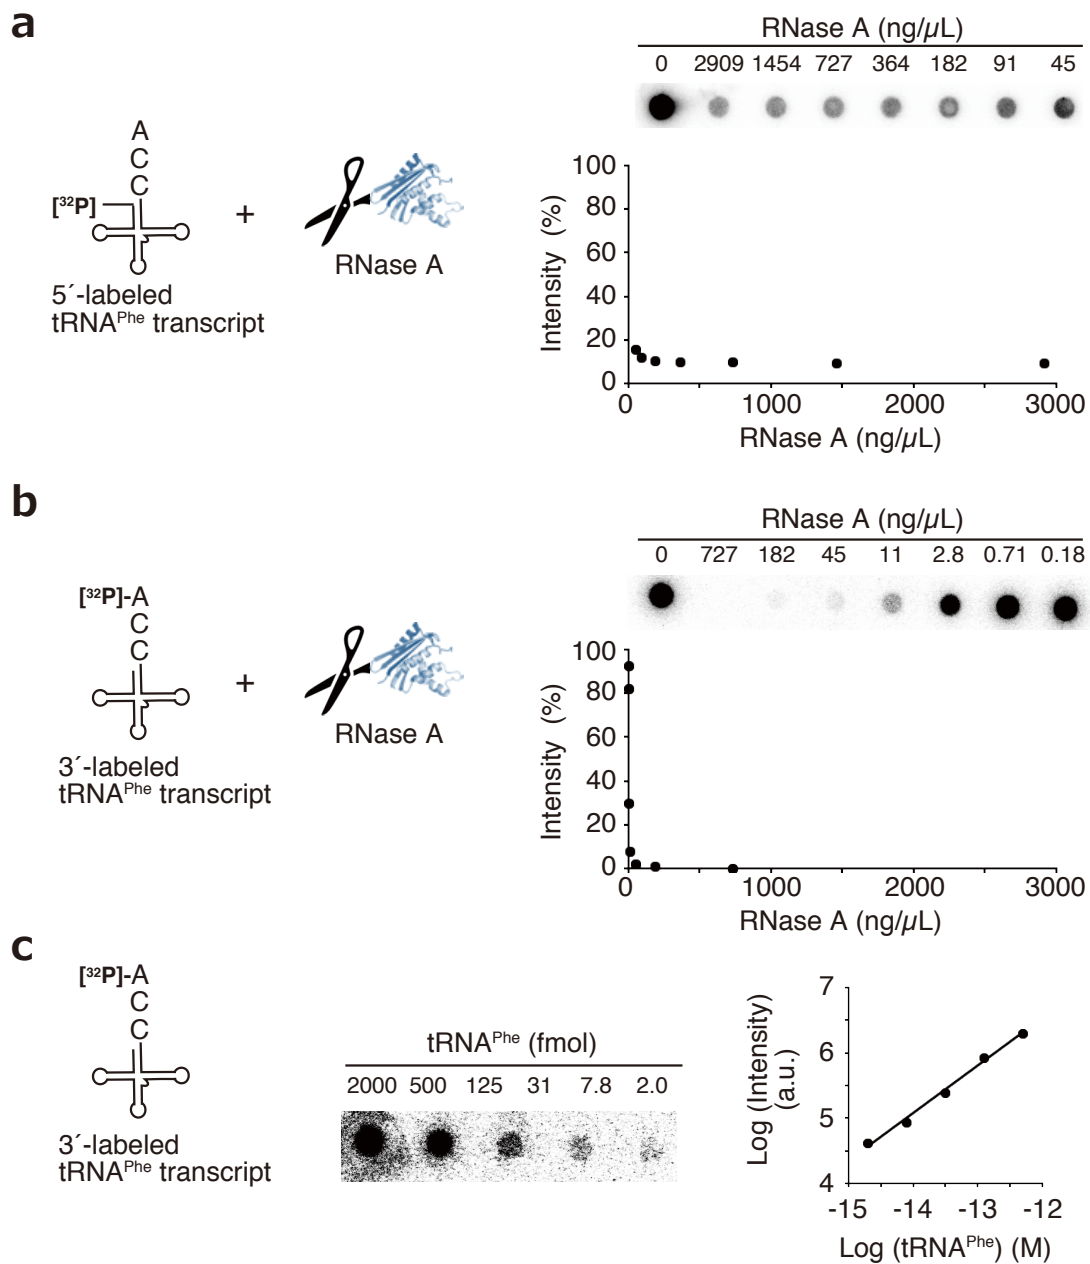 a
RNase A (ng/µL)
0 2909 1454 727 364 182 91 45
A
C
C
[³²P]
+
RNase A
5´-labeled
tRNAᴾʰᵉ transcript
Intensity (%)
100
80
60
40
20
0
0 1000 2000 3000
RNase A (ng/µL)
b
RNase A (ng/µL)
0 727 182 45 11 2.8 0.71 0.18
[³²P]-A
C
C
+
RNase A
3´-labeled
tRNAᴾʰᵉ transcript
Intensity (%)
100
80
60
40
20
0
0 1000 2000 3000
RNase A (ng/µL)
c
[³²P]-A
C
C
3´-labeled
tRNAᴾʰᵉ transcript
tRNAᴾʰᵉ (fmol)
2000 500 125 31 7.8 2.0
Log (Intensity)
(a.u.)
7
6
5
4
-15 -14 -13 -12
Log (tRNAᴾʰᵉ) (M)